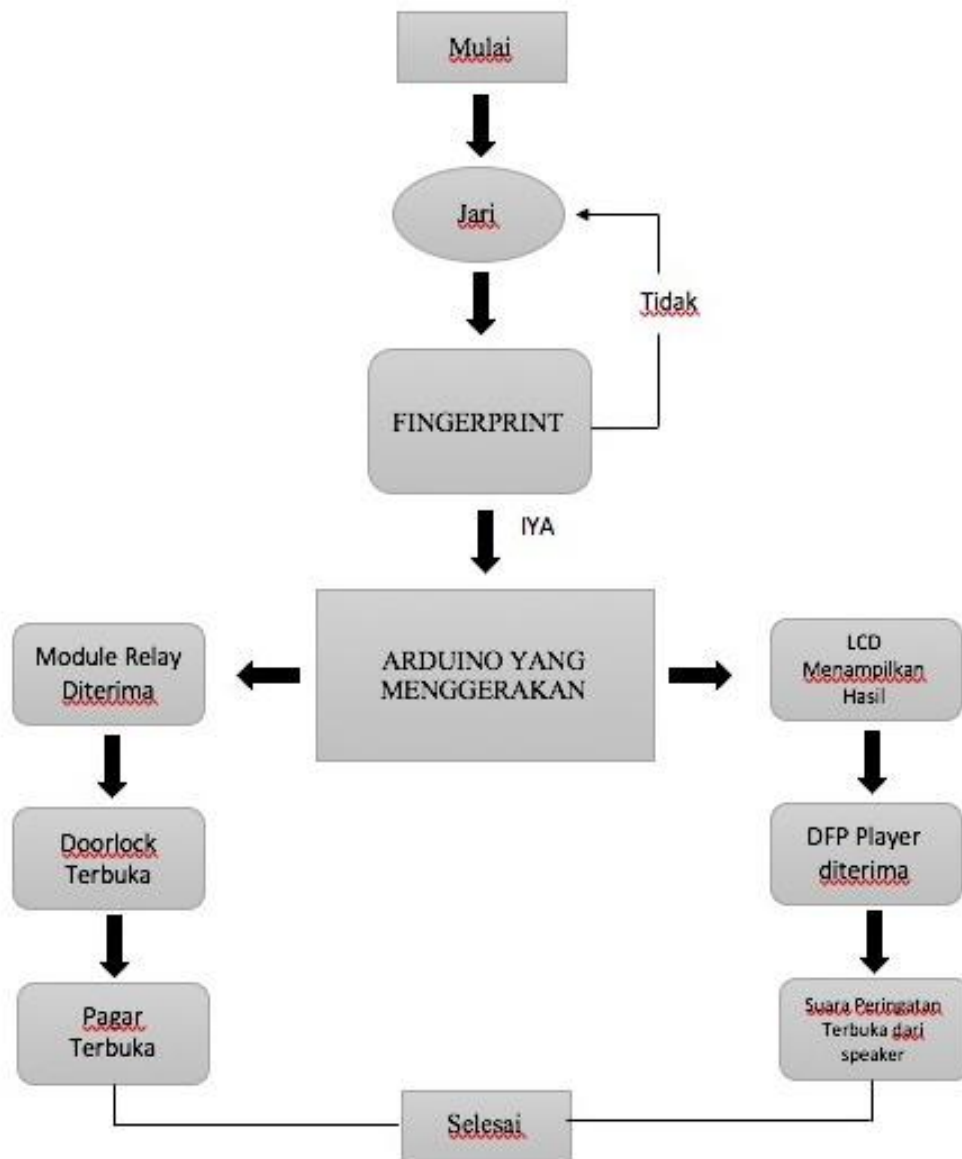 Mulai
Jari
Tidak
FINGERPRINT
IYA
ARDUINO YANG
MENGGERAKAN
Module Relay
Diterima
LCD
Menampilkan
Hasil
Doorlock
Terbuka
DFP Player
diterima
Pagar
Terbuka
Suara Peringatan
Terbuka dari
speaker
Selesai